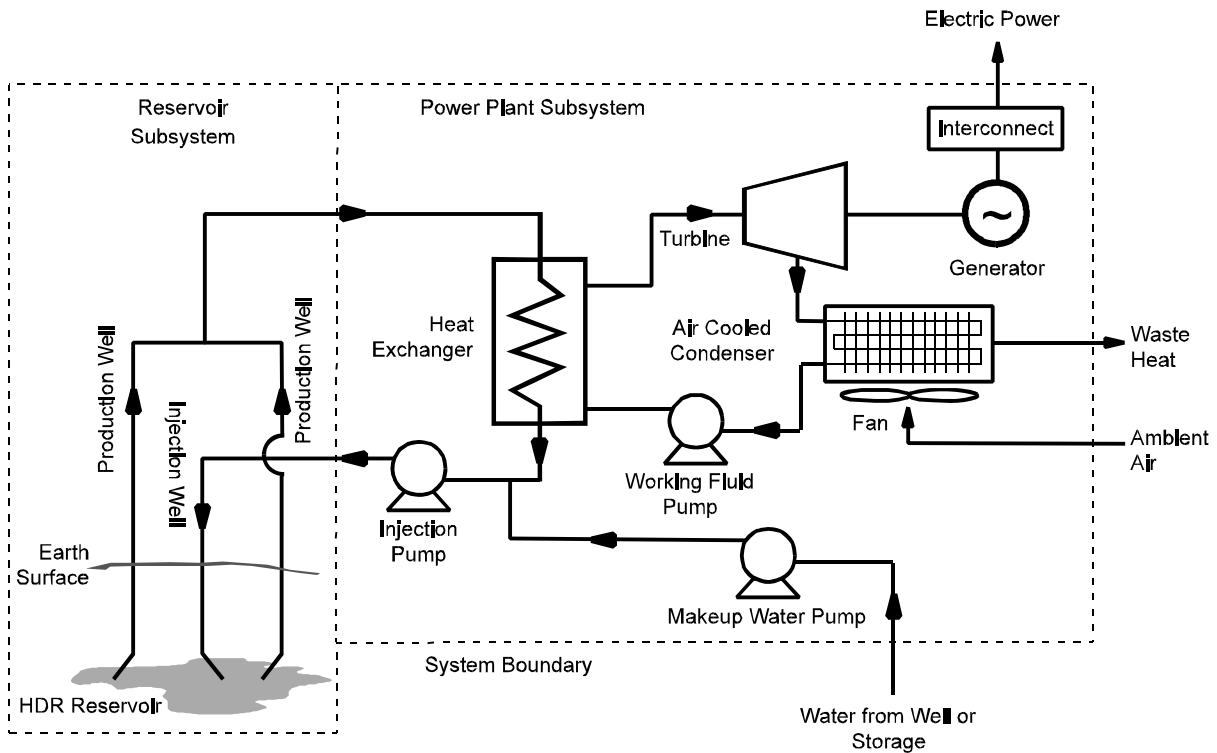 Electric Power
Reservoir
Subsystem
Power Plant Subsystem
Interconnect
~
Turbine
Generator
Production Well
Injection Well
Production Well
Heat
Exchanger
Air Cooled
Condenser
Waste
Heat
Fan
Ambient
Air
Working Fluid
Pump
Injection
Pump
Earth
Surface
Makeup Water Pump
System Boundary
HDR Reservoir
Water from Well or
Storage